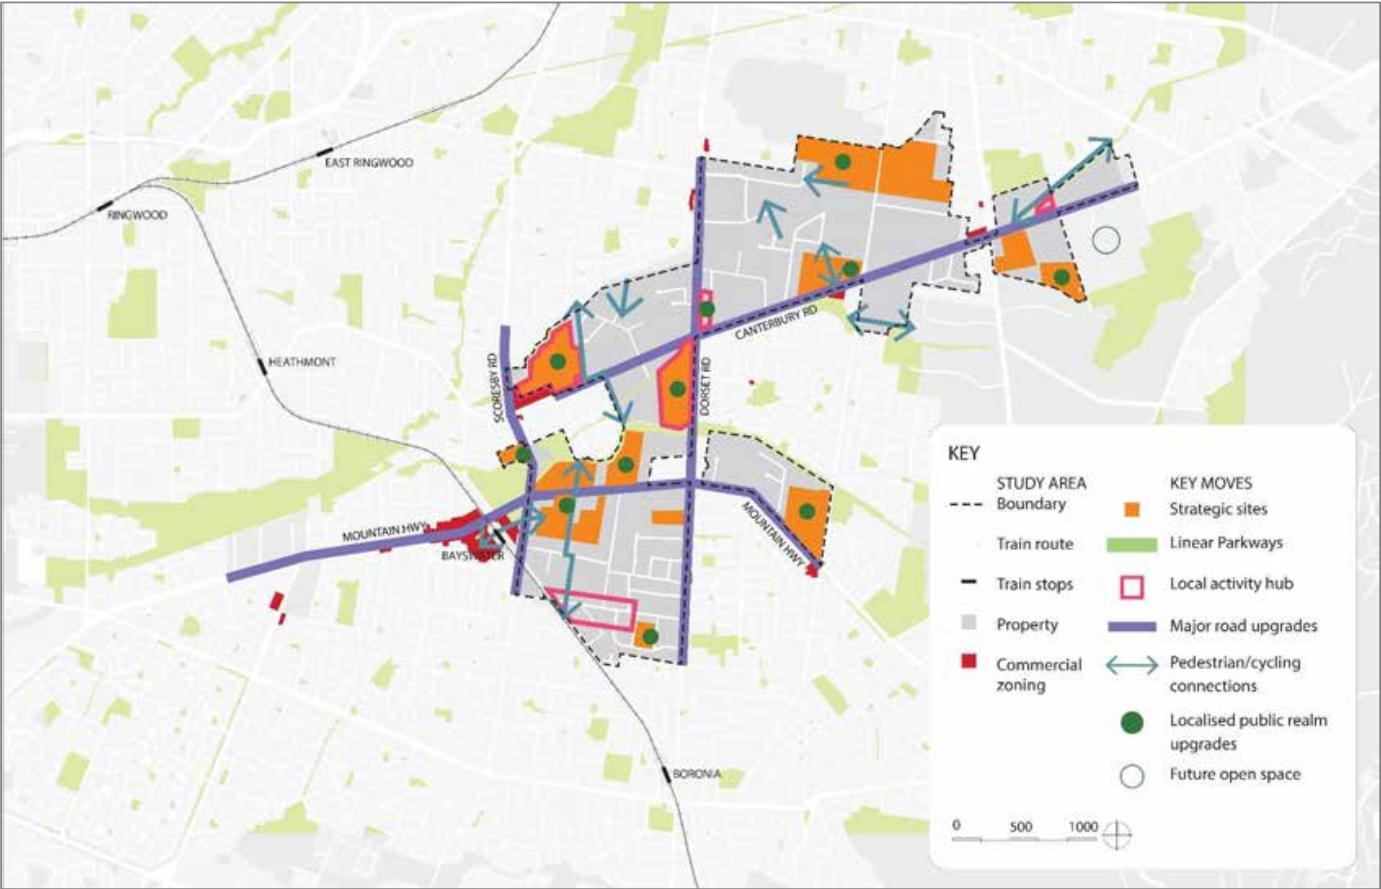 EAST RINGWOOD
RINGWOOD
HEATHMONT
SCORESBY RD
CANTERBURY RD
DORSET RD
MOUNTAIN HWY
BAYSWATER
MOUNTAIN HWY
BORONIA
KEY
STUDY AREA
Boundary
Train route
Train stops
Property
Commercial
zoning
KEY MOVES
Strategic sites
Linear Parkways
Local activity hub
Major road upgrades
Pedestrian/cycling
connections
Localised public realm
upgrades
Future open space
0 500 1000